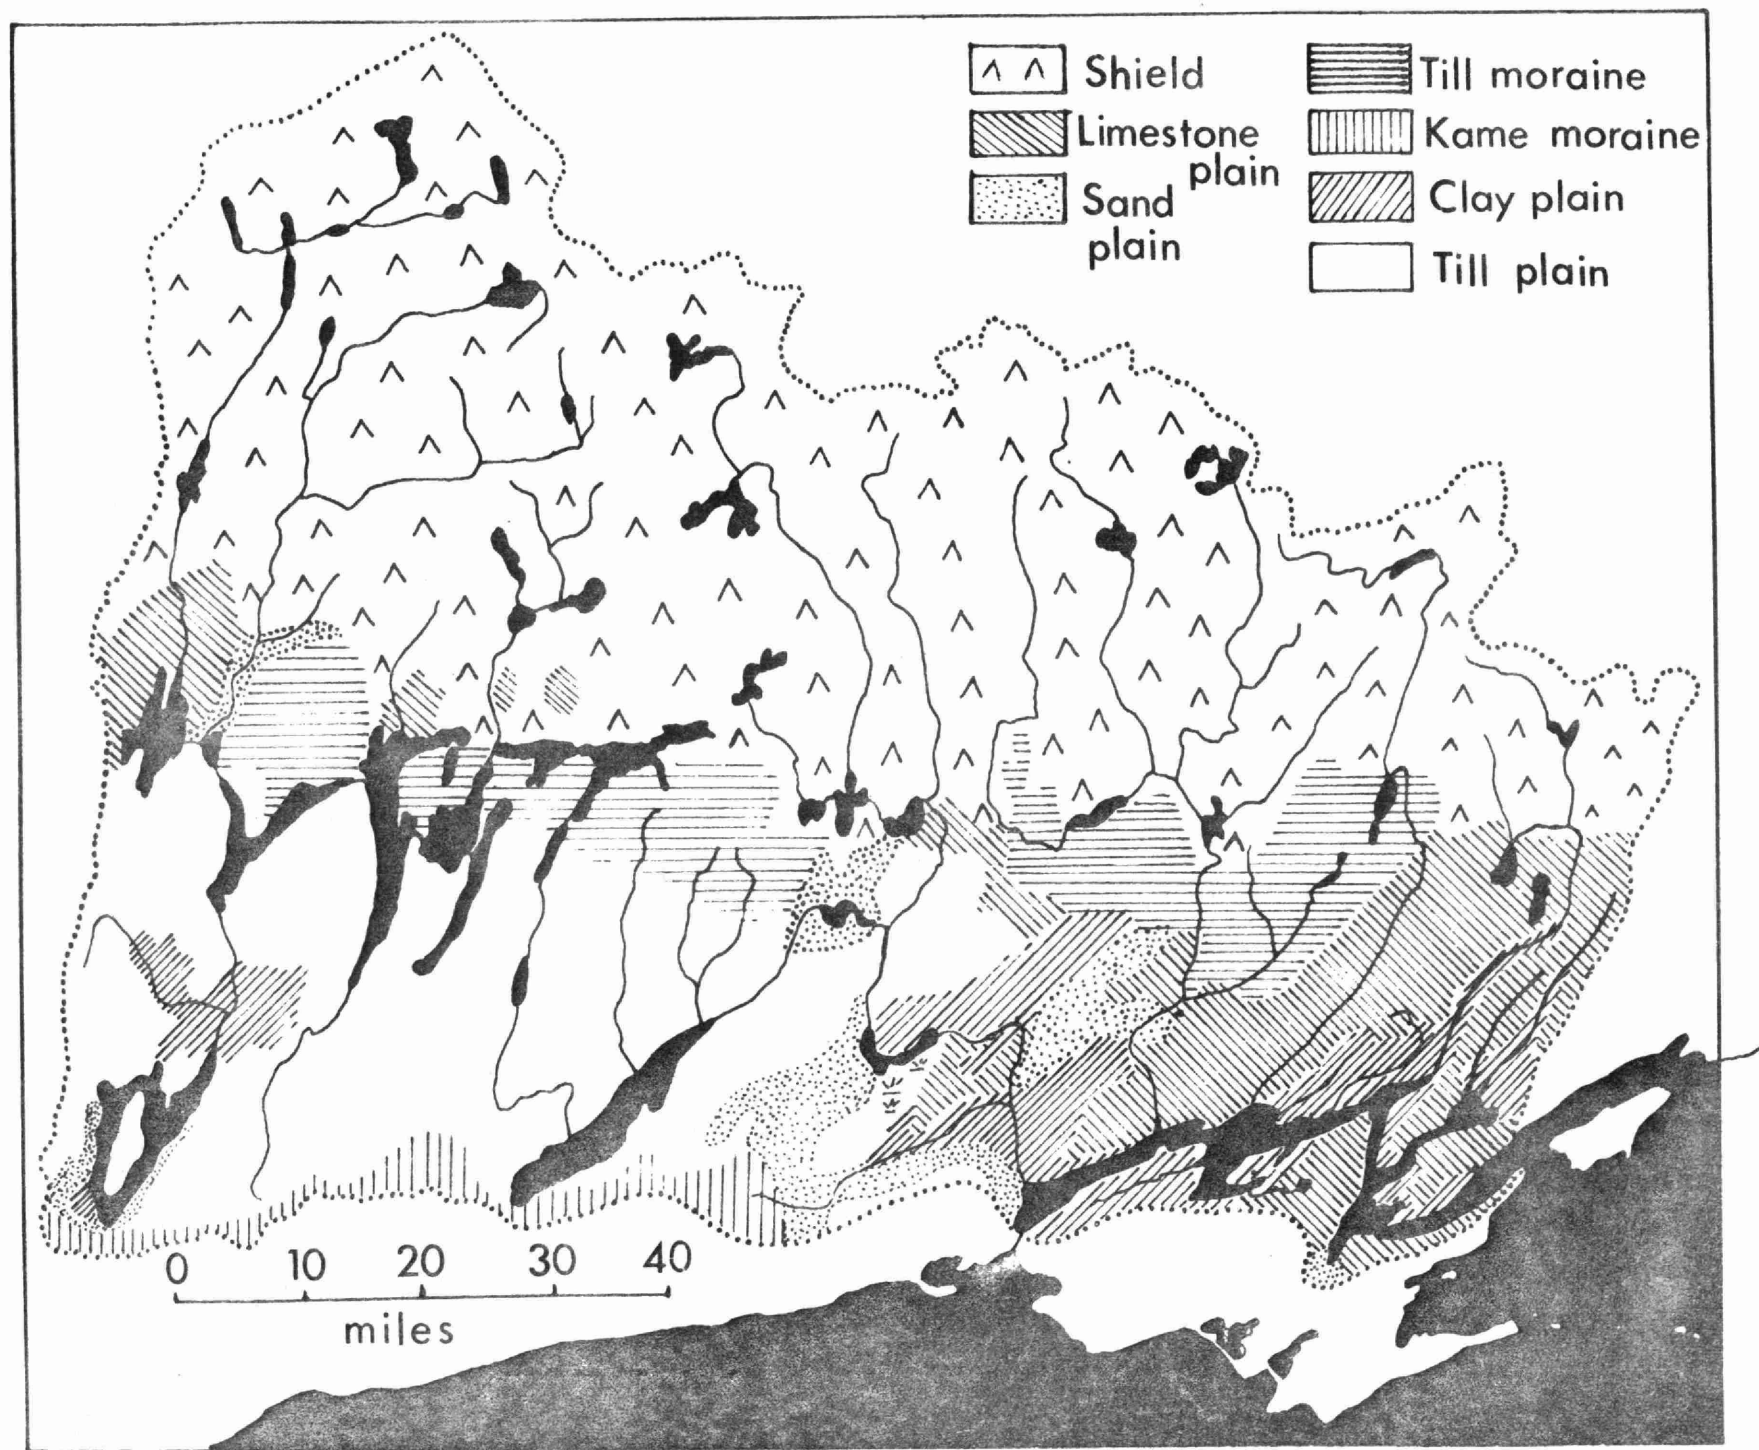 Shield
Limestone
plain
Sand
plain
Till moraine
Kame moraine
Clay plain
Till plain
0 10 20 30 40
miles